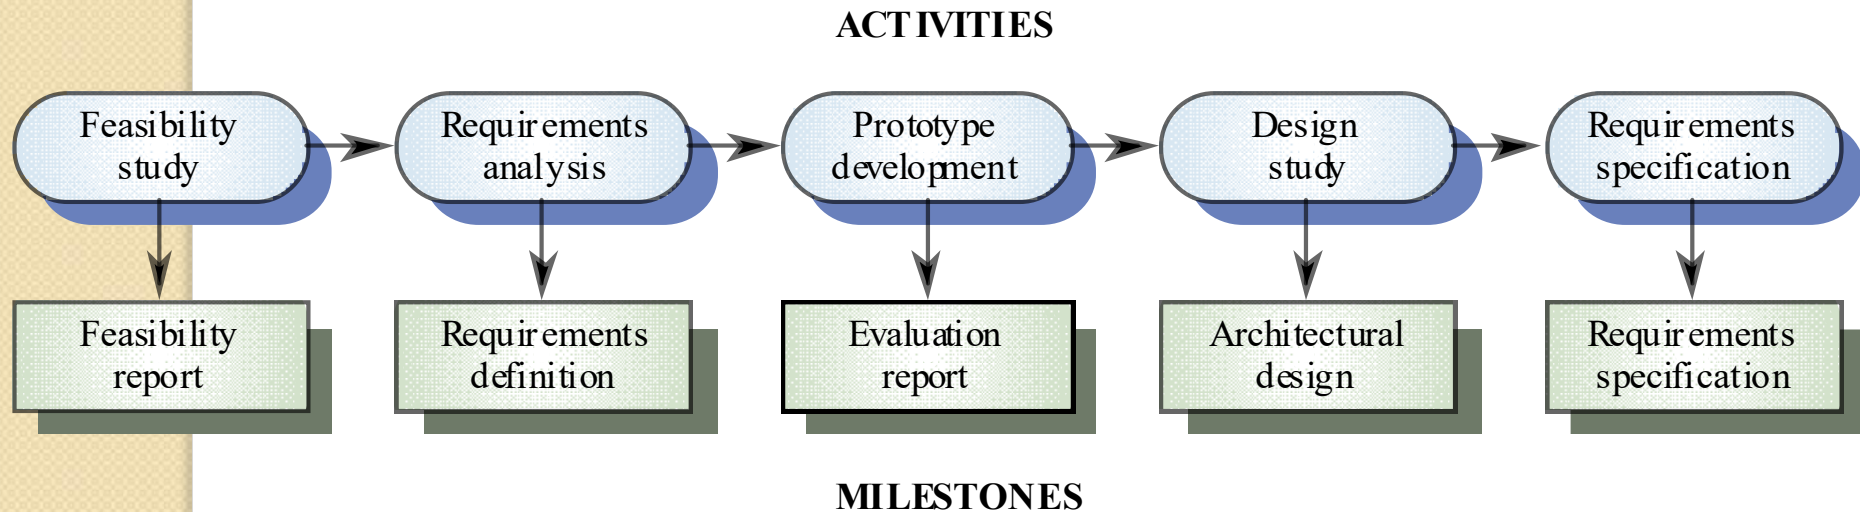 ACTIVITIES
Feasibility
study
Requirements
analysis
Prototype
development
Design
study
Requirements
specification
Feasibility
report
Requirements
definition
Evaluation
report
Architectural
design
Requirements
specification
MILESTONES